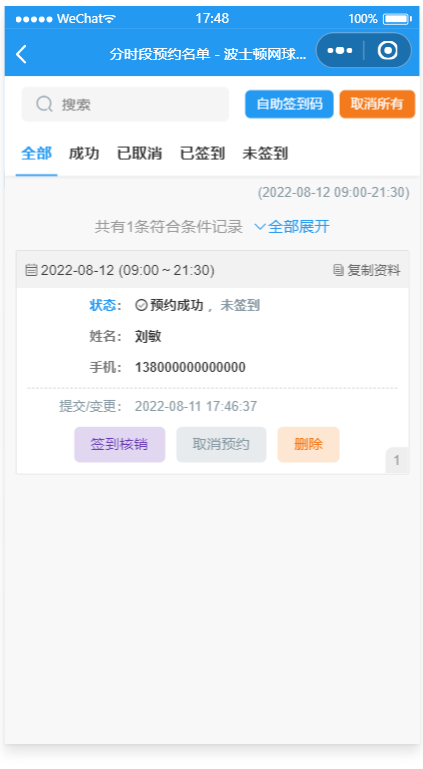 WeChat 17:48 100%
分时段预约名单 - 波士顿网球...
搜索 自助签到码 取消所有
全部 成功 已取消 已签到 未签到
(2022-08-12 09:00-21:30)
共有1条符合条件记录 全部展开
2022-08-12 (09:00 ~ 21:30) 复制资料
状态： 预约成功 ，未签到
姓名： 刘敏
手机： 138000000000000
提交/变更： 2022-08-11 17:46:37
签到核销 取消预约 删除
1